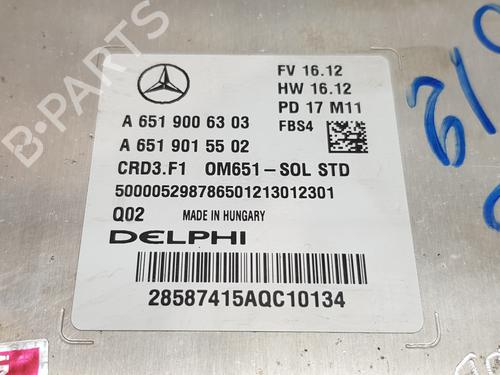 B-PARTS
FV 16.12
HW 16.12
PD 17 M11
FBS4
A 651 900 63 03
A 651 901 55 02
CRD3.F1 OM651-SOL STD
500005298786501213012301
Q02 MADE IN HUNGARY
DELPHI
28587415AQC10134